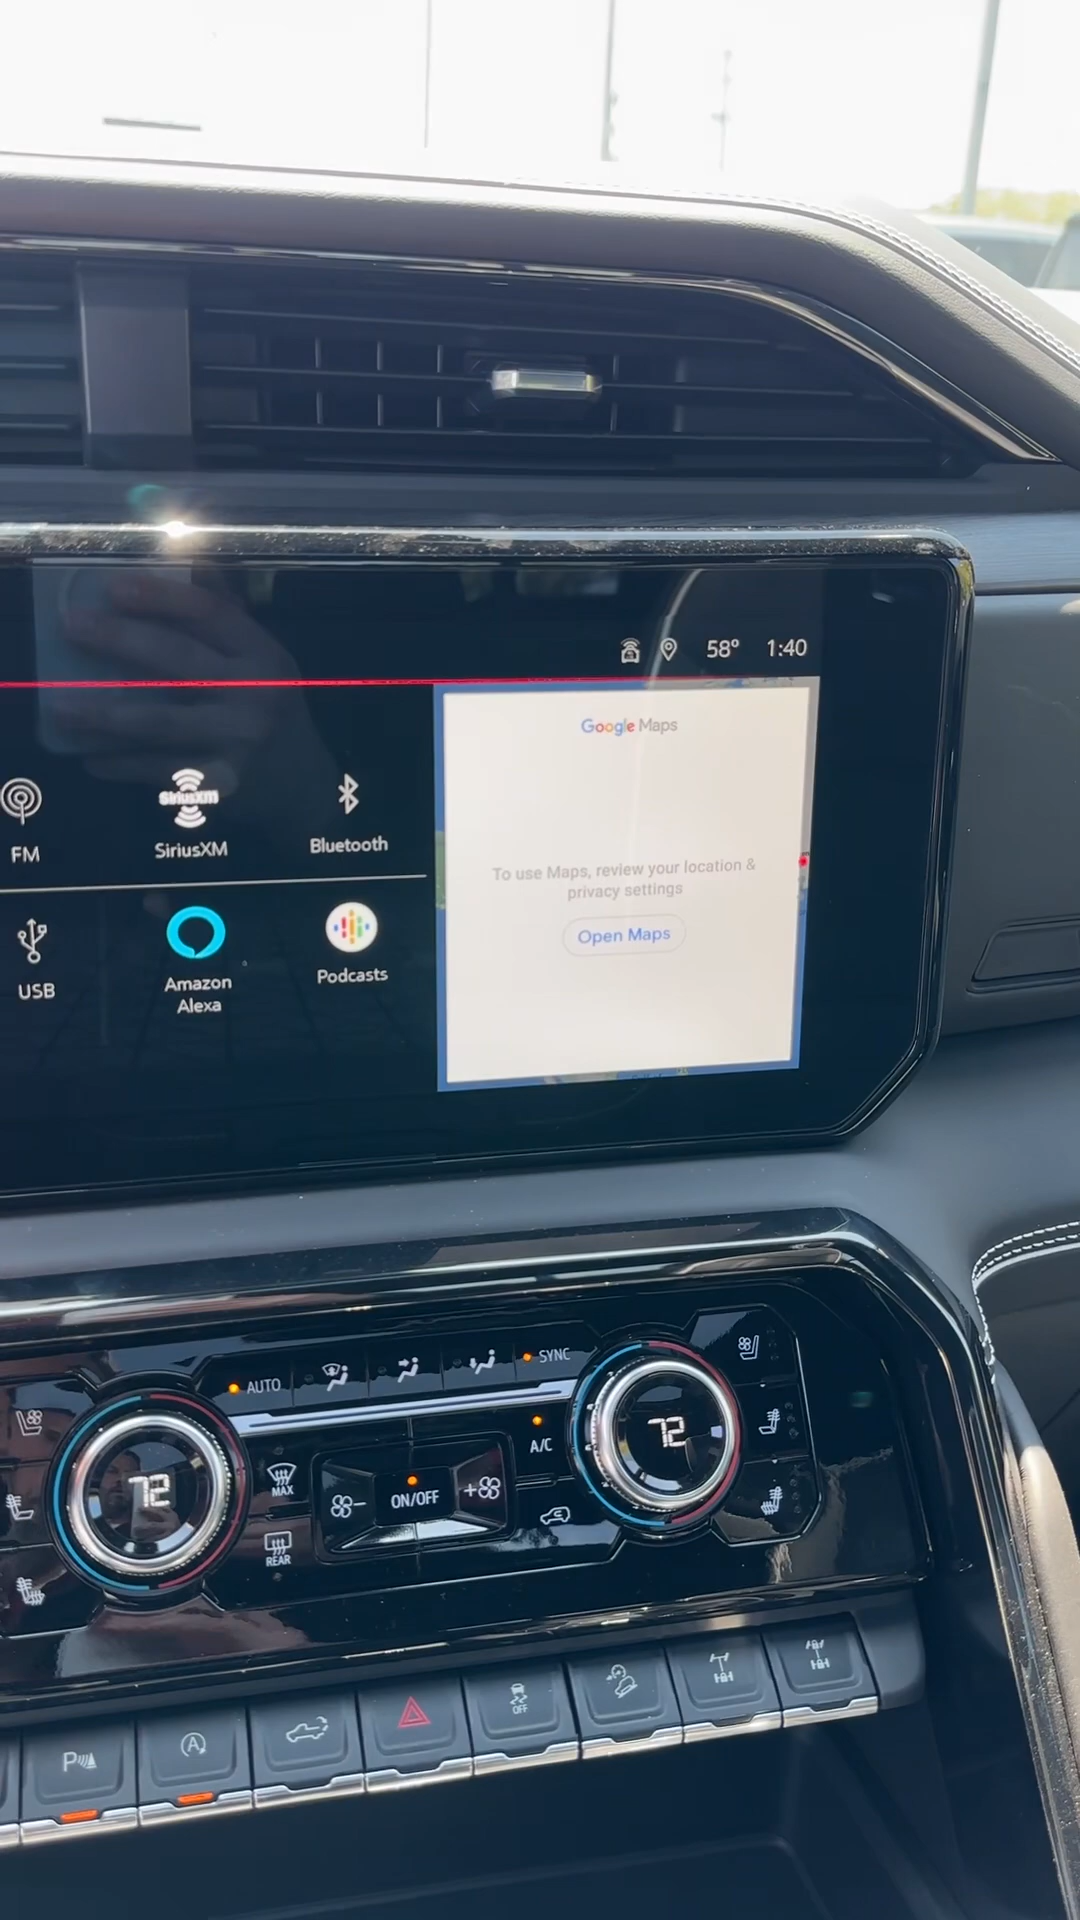 58° 1:40
Google Maps
SiriusXM
FM
SiriusXM
Bluetooth
To use Maps, review your location &
privacy settings
Open Maps
USB
Amazon
Alexa
Podcasts
AUTO
SYNC
A/C
72
72
MAX
ON/OFF
REAR
P
A
OFF